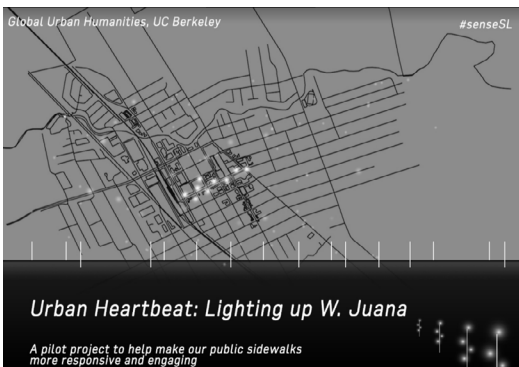 Global Urban Humanities, UC Berkeley
#senseSL
Urban Heartbeat: Lighting up W. Juana
A pilot project to help make our public sidewalks
more responsive and engaging